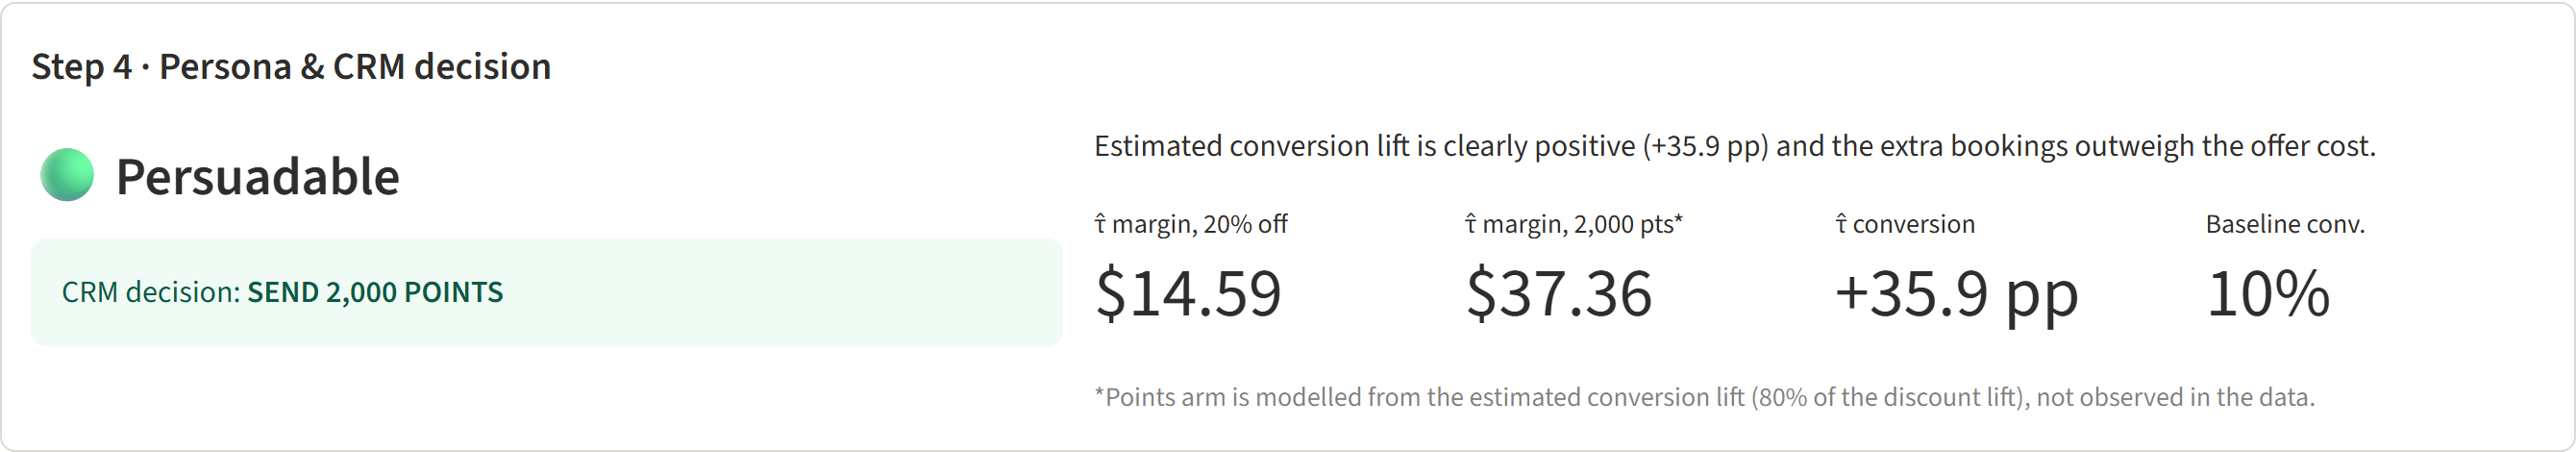 Step 4 · Persona & CRM decision
Persuadable
CRM decision: SEND 2,000 POINTS
Estimated conversion lift is clearly positive (+35.9 pp) and the extra bookings outweigh the offer cost.
τ̂ margin, 20% off
$14.59
τ̂ margin, 2,000 pts*
$37.36
τ̂ conversion
+35.9 pp
Baseline conv.
10%
*Points arm is modelled from the estimated conversion lift (80% of the discount lift), not observed in the data.